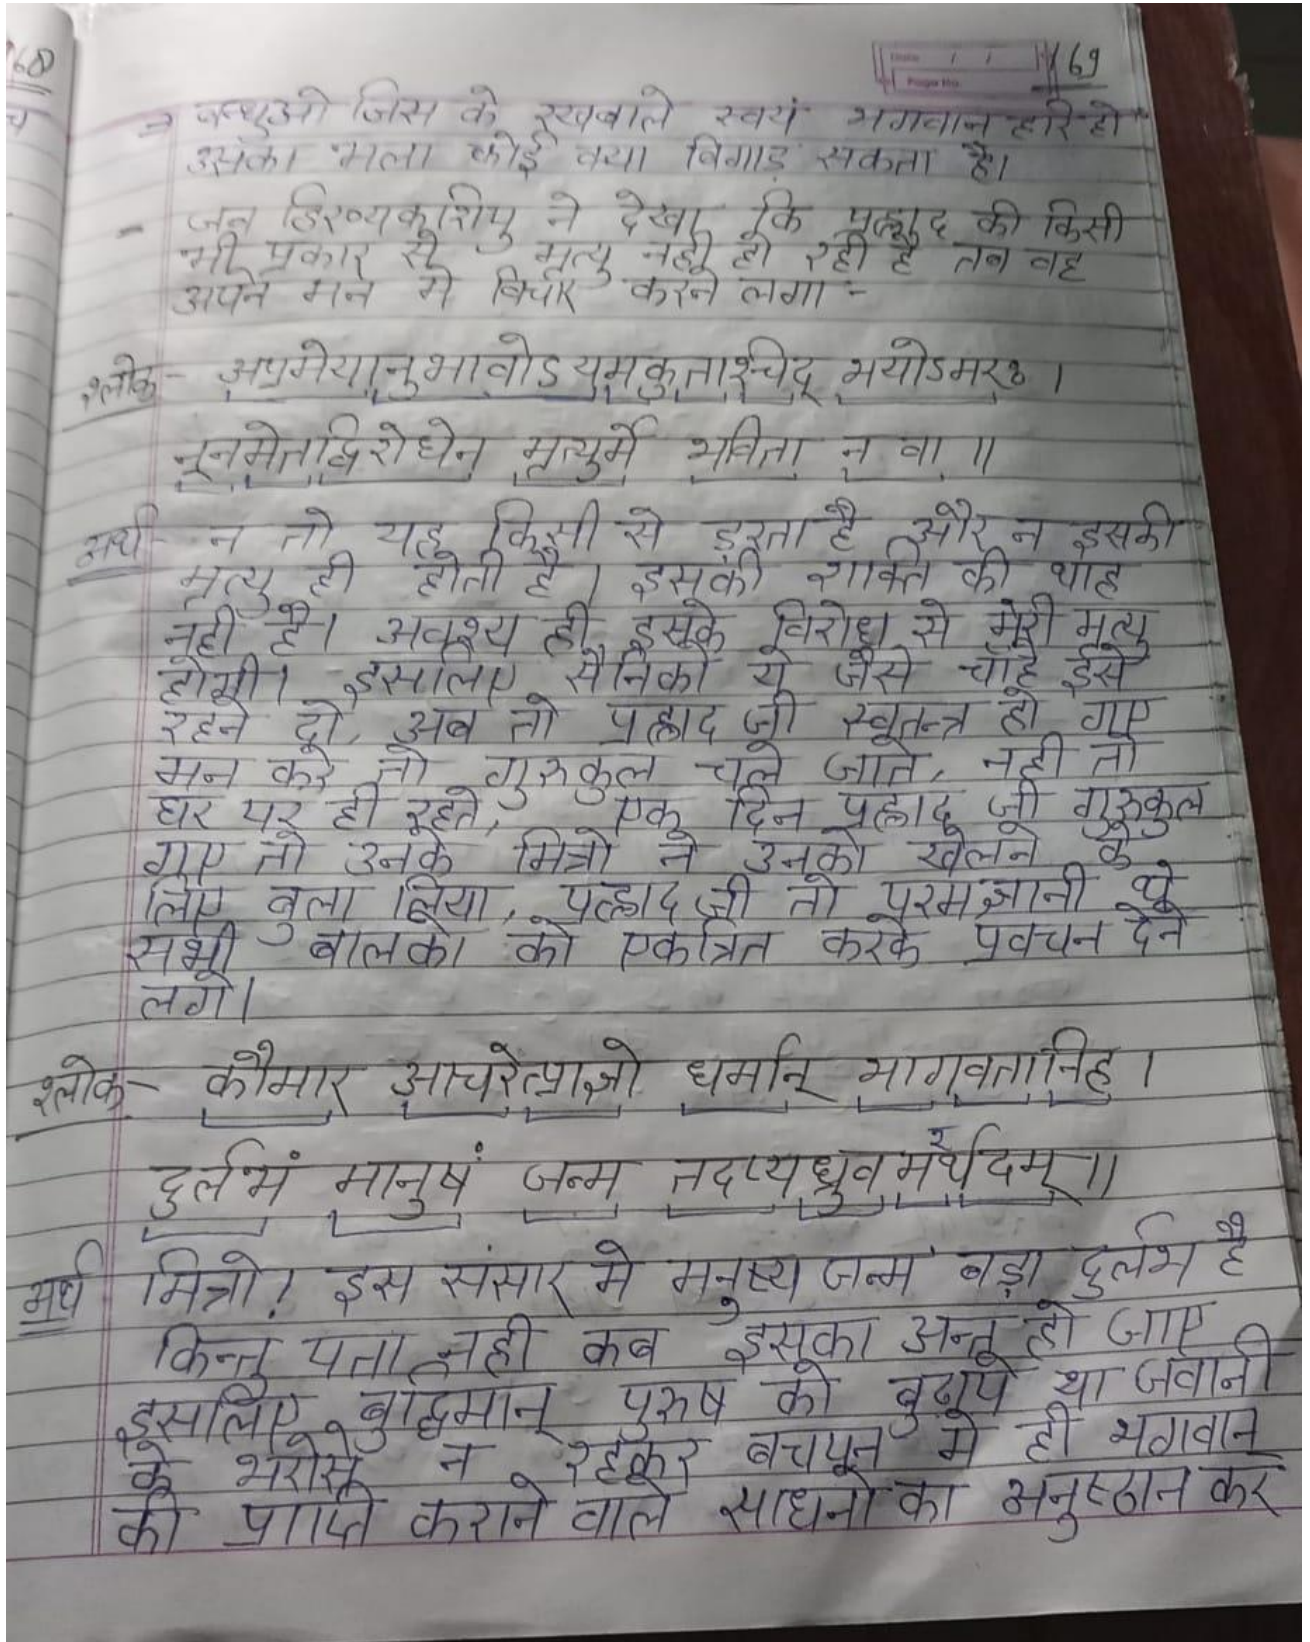 168
च
Date / /
Page No.
169
⇒ बन्धुओ जिस के रखवाले स्वयं भगवान हरि हो
उसका भला कोई क्या बिगाड़ सकता है।
- जब हिरण्यकशिपु ने देखा कि प्रह्लाद की किसी
भी प्रकार से मृत्यु नही हो रही है तब वह
अपने मन मे विचार करने लगा -
श्लोक - अप्रमेयानुभावोऽयमकुतश्चिद् भयोऽमरः ।
नूनमेतद्विरोधेन मृत्युर्मे भविता न वा ॥
अर्थ - न तो यह किसी से डरता है और न इसकी
मृत्यु ही होती है। इसकी शक्ति की थाह
नही है। अवश्य ही इसके विरोध से मेरी मृत्यु
होगी। इसलिए सैनिको ये जैसे चाहे इसे
रहने दो, अब तो प्रह्लाद जी स्वतन्त्र हो गए
मन करे तो गुरुकुल चले जाते, नही तो
घर पर ही रहते, एक दिन प्रह्लाद जी गुरुकुल
गए तो उनके मित्रो ने उनको खेलने के
लिए बुला लिया, प्रह्लाद जी तो परमज्ञानी थे
सभी बालको को एकत्रित करके प्रवचन देने
लगे।
श्लोक - कौमार आचरेत्प्राज्ञो धर्मान् भागवतानिह ।
दुर्लभं मानुषं जन्म तदप्यध्रुवमर्थदम् ॥
अर्थ मित्रो! इस संसार मे मनुष्य जन्म बड़ा दुर्लभ है
किन्तु पता नही कब इसका अन्त हो जाए
इसलिए बुद्धिमान् पुरुष को बुढ़ापे या जवानी
के भरोसे न रहकर बचपन मे ही भगवान्
की प्राप्ति कराने वाले साधनो का अनुष्ठान कर